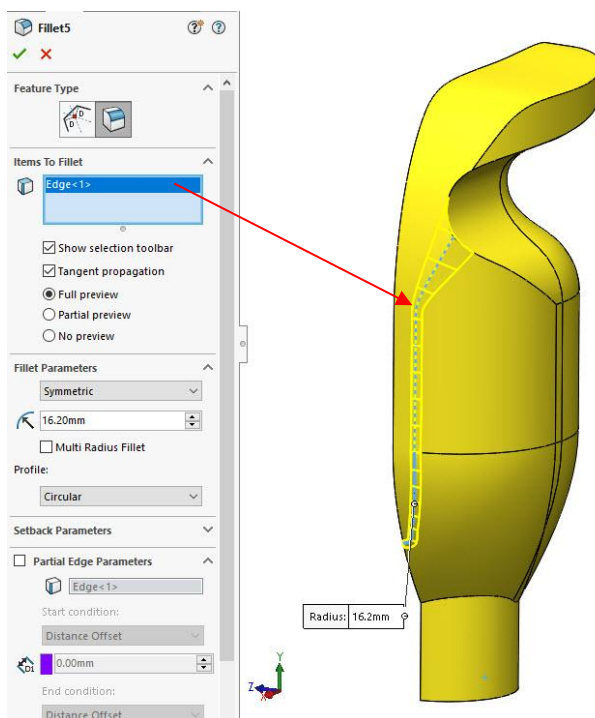 Fillet5
Feature Type
Items To Fillet
Edge<1>
Show selection toolbar
Tangent propagation
Full preview
Partial preview
No preview
Fillet Parameters
Symmetric
16.20mm
Multi Radius Fillet
Profile:
Circular
Setback Parameters
Partial Edge Parameters
Edge<1>
Start condition:
Distance Offset
0.00mm
End condition:
Distance Offset
Radius: 16.2mm
Y
Z
X